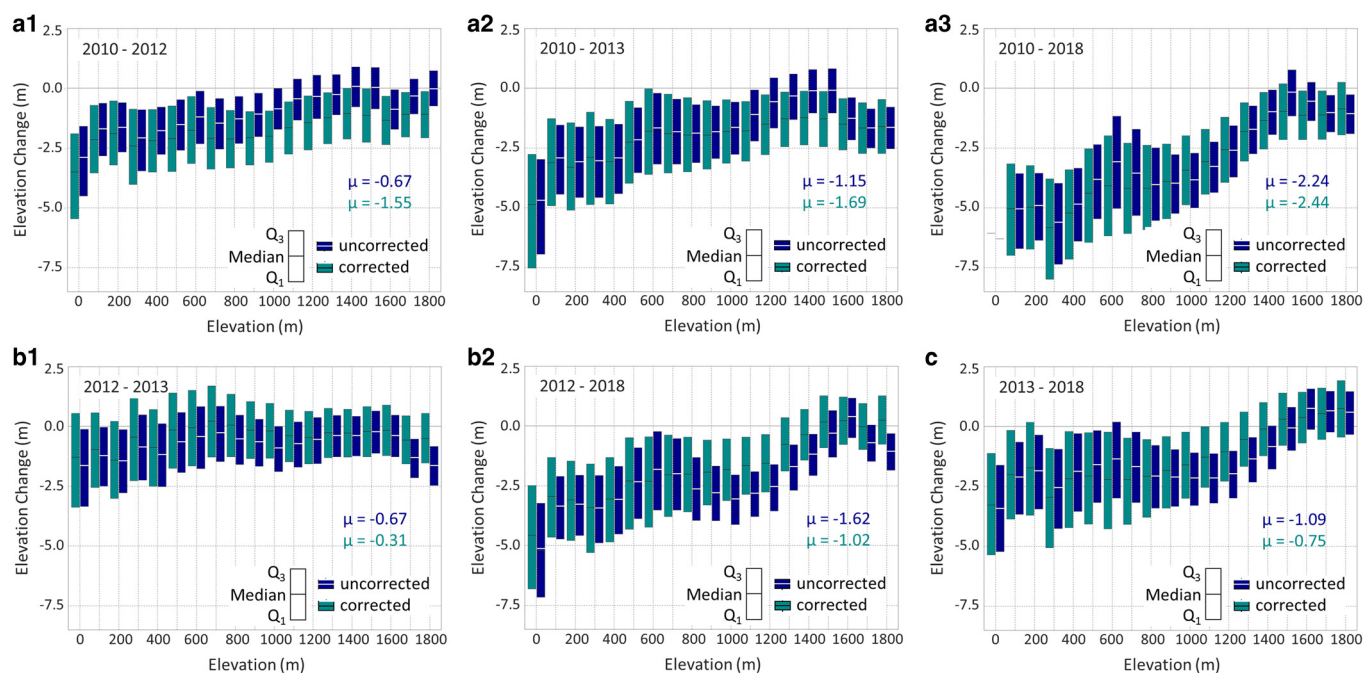 a1
2010 - 2012
2.5
0.0
-2.5
-5.0
-7.5
Elevation Change (m)
μ = -0.67
μ = -1.55
Q3
Median
Q1
uncorrected
corrected
0 200 400 600 800 1000 1200 1400 1600 1800
Elevation (m)
a2
2010 - 2013
2.5
0.0
-2.5
-5.0
-7.5
Elevation Change (m)
μ = -1.15
μ = -1.69
Q3
Median
Q1
uncorrected
corrected
0 200 400 600 800 1000 1200 1400 1600 1800
Elevation (m)
a3
2010 - 2018
2.5
0.0
-2.5
-5.0
-7.5
Elevation Change (m)
μ = -2.24
μ = -2.44
Q3
Median
Q1
uncorrected
corrected
0 200 400 600 800 1000 1200 1400 1600 1800
Elevation (m)
b1
2012 - 2013
2.5
0.0
-2.5
-5.0
-7.5
Elevation Change (m)
μ = -0.67
μ = -0.31
Q3
Median
Q1
uncorrected
corrected
0 200 400 600 800 1000 1200 1400 1600 1800
Elevation (m)
b2
2012 - 2018
2.5
0.0
-2.5
-5.0
-7.5
Elevation Change (m)
μ = -1.62
μ = -1.02
Q3
Median
Q1
uncorrected
corrected
0 200 400 600 800 1000 1200 1400 1600 1800
Elevation (m)
c
2013 - 2018
2.5
0.0
-2.5
-5.0
-7.5
Elevation Change (m)
μ = -1.09
μ = -0.75
Q3
Median
Q1
uncorrected
corrected
0 200 400 600 800 1000 1200 1400 1600 1800
Elevation (m)